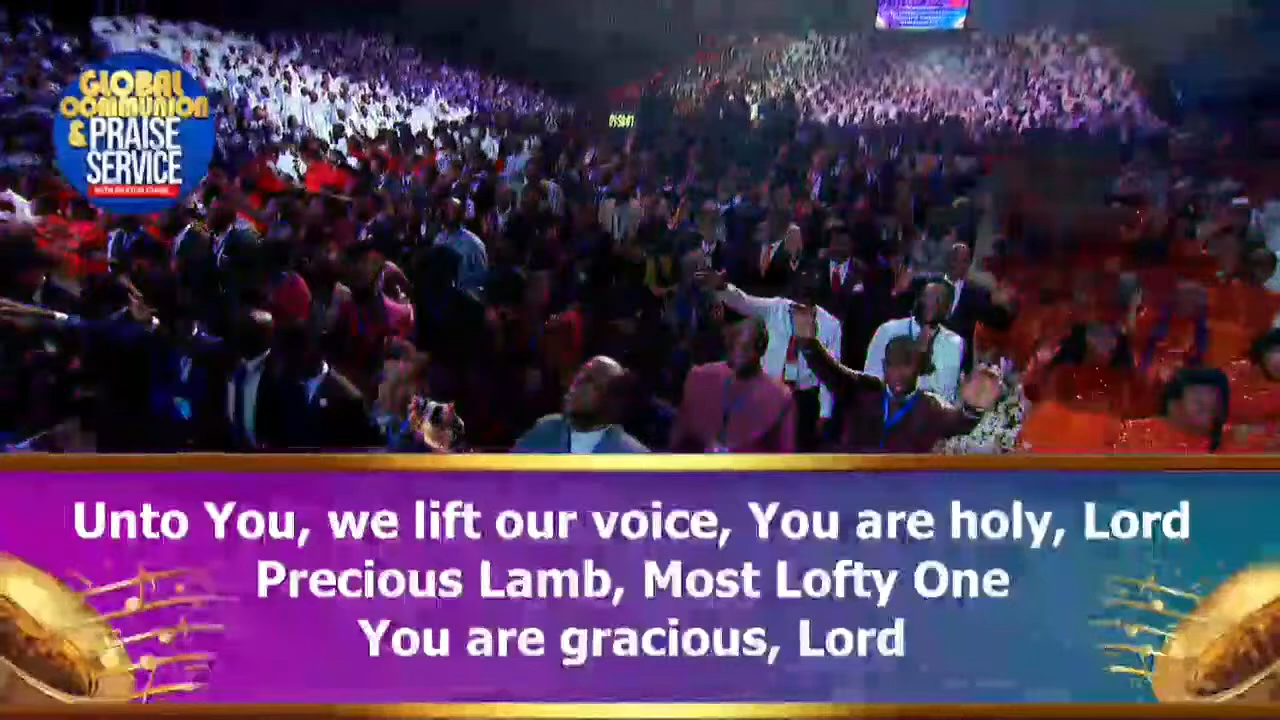 GLOBAL
COMMUNION
& PRAISE
SERVICE
Unto You, we lift our voice, You are holy, Lord
Precious Lamb, Most Lofty One
You are gracious, Lord